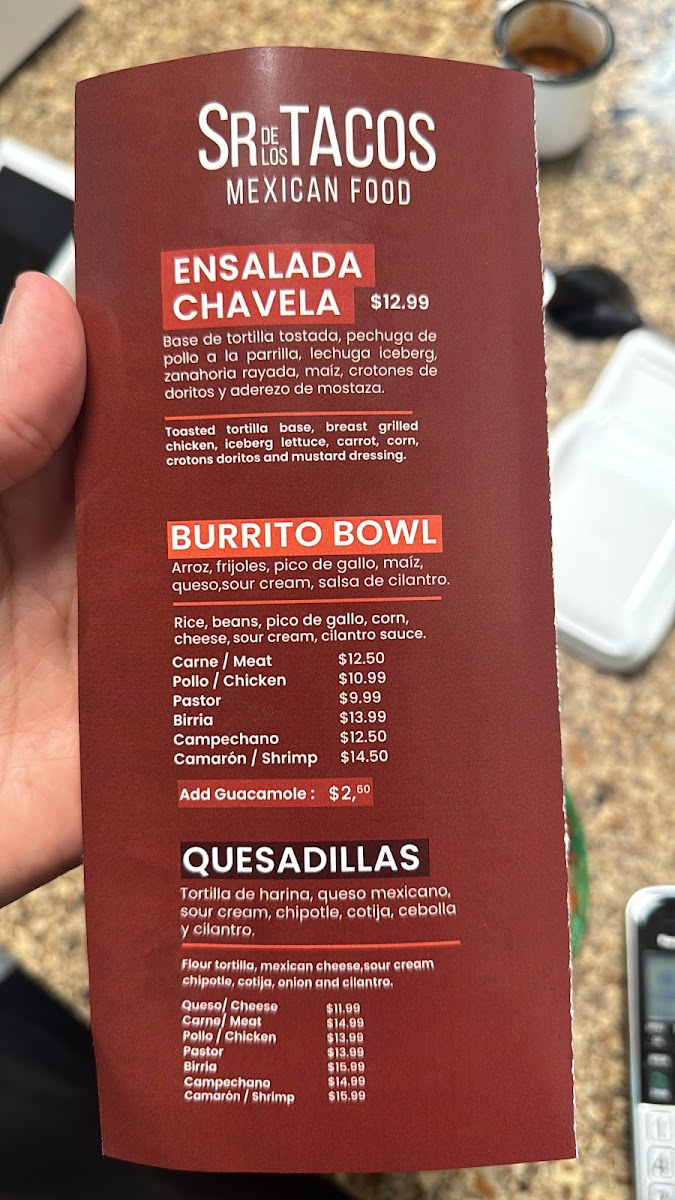 SR DE LOS TACOS
MEXICAN FOOD
ENSALADA
CHAVELA $12.99
Base de tortilla tostada, pechuga de
pollo a la parrilla, lechuga iceberg,
zanahoria rayada, maíz, crotones de
doritos y aderezo de mostaza.
Toasted tortilla base, breast grilled
chicken, iceberg lettuce, carrot, corn,
crotons doritos and mustard dressing.
BURRITO BOWL
Arroz, frijoles, pico de gallo, maíz,
queso,sour cream, salsa de cilantro.
Rice, beans, pico de gallo, corn,
cheese, sour cream, cilantro sauce.
Carne / Meat $12.50
Pollo / Chicken $10.99
Pastor $9.99
Birria $13.99
Campechano $12.50
Camarón / Shrimp $14.50
Add Guacamole : $2,60
QUESADILLAS
Tortilla de harina, queso mexicano,
sour cream, chipotle, cotija, cebolla
y cilantro.
Flour tortilla, mexican cheese,sour cream
chipotle, cotija, onion and cilantro.
Queso/ Cheese $11.99
Carne/ Meat $14.99
Pollo / Chicken $13.99
Pastor $13.99
Birria $15.99
Campechano $14.99
Camarón / Shrimp $15.99